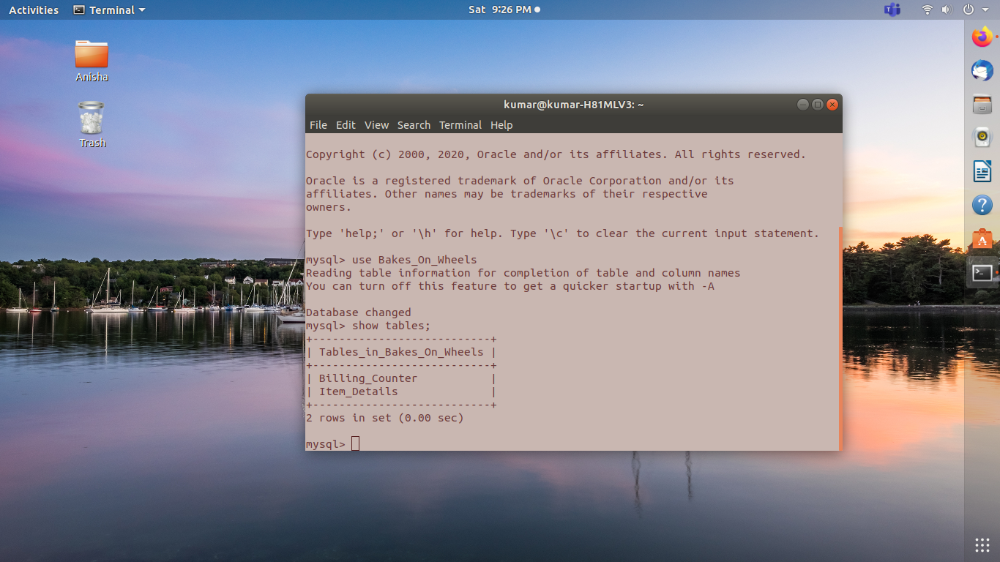 Activities Terminal Sat 9:26 PM
Anisha
Trash
kumar@kumar-H81MLV3: ~
File Edit View Search Terminal Help
Copyright (c) 2000, 2020, Oracle and/or its affiliates. All rights reserved.
Oracle is a registered trademark of Oracle Corporation and/or its
affiliates. Other names may be trademarks of their respective
owners.
Type 'help;' or '\h' for help. Type '\c' to clear the current input statement.
mysql> use Bakes_On_Wheels
Reading table information for completion of table and column names
You can turn off this feature to get a quicker startup with -A
Database changed
mysql> show tables;
+---------------------------+
| Tables_in_Bakes_On_Wheels |
+---------------------------+
| Billing_Counter           |
| Item_Details              |
+---------------------------+
2 rows in set (0.00 sec)
mysql>